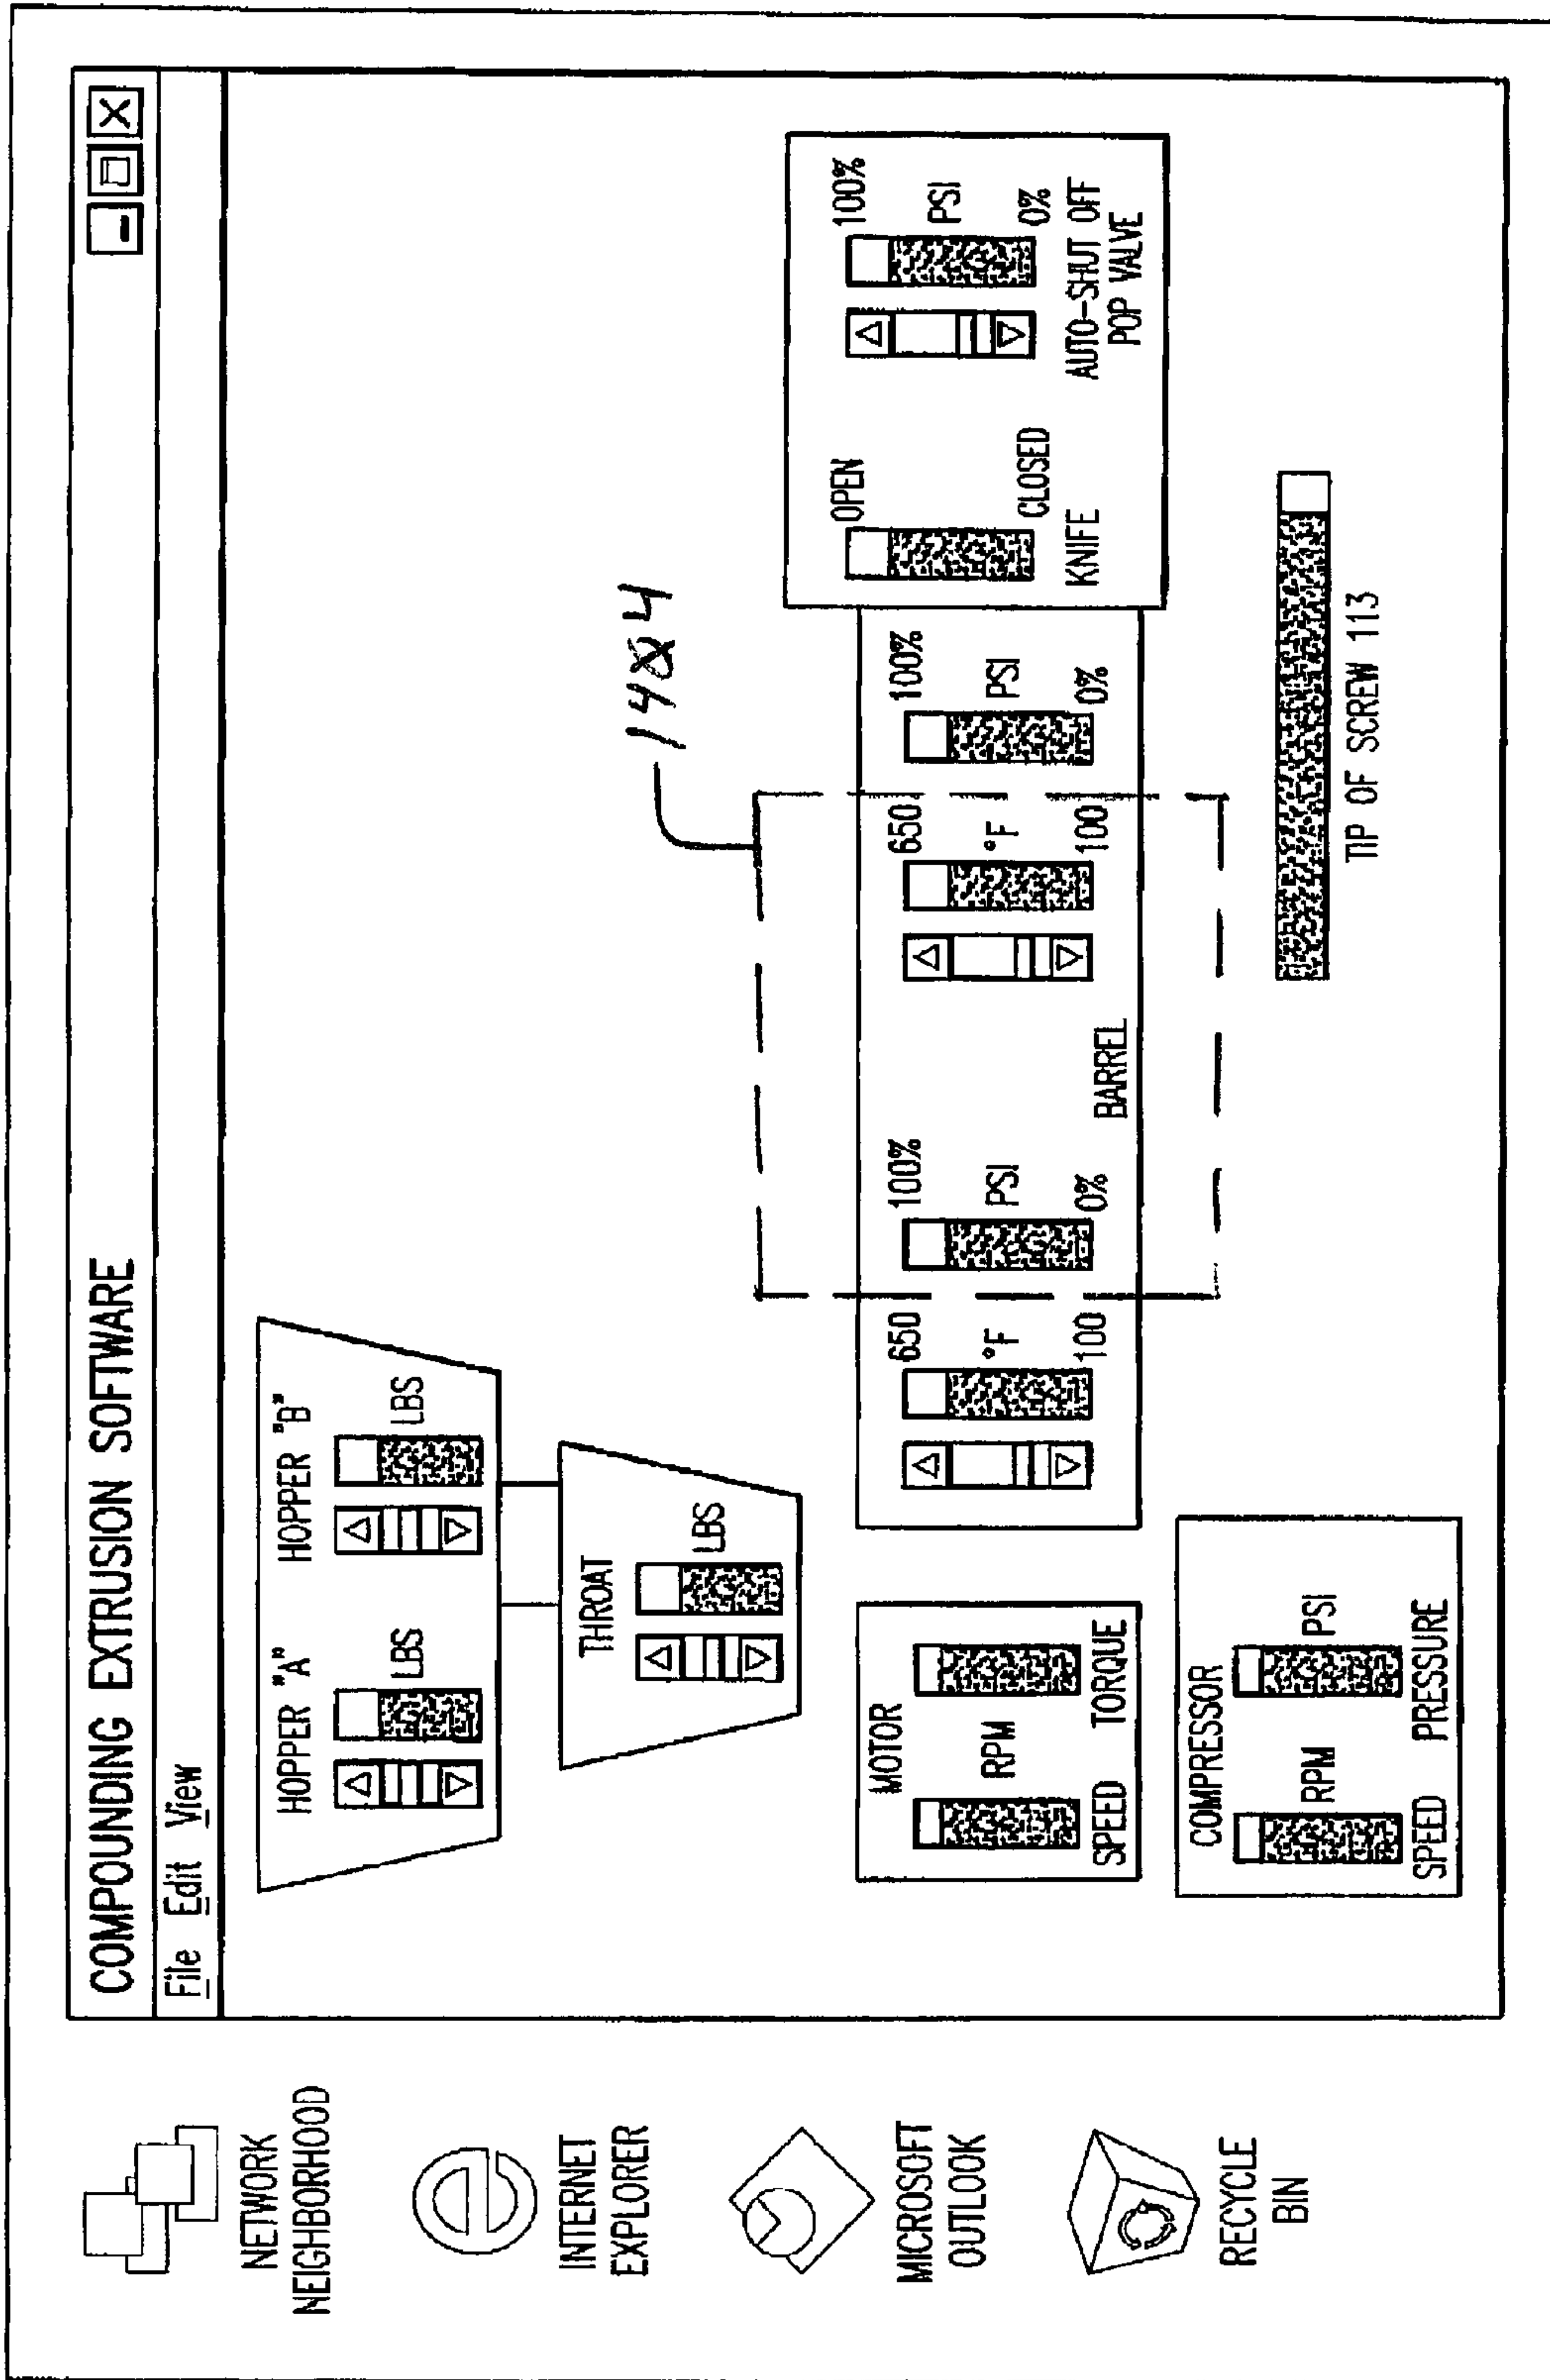 COMPOUNDING EXTRUSION SOFTWARE
File Edit View
NETWORK
NEIGHBORHOOD
INTERNET
EXPLORER
MICROSOFT
OUTLOOK
RECYCLE
BIN
HOPPER "A"
LBS
HOPPER "B"
LBS
THROAT
LBS
1484
MOTOR
RPM
SPEED
TORQUE
COMPRESSOR
RPM
PSI
SPEED
PRESSURE
650
°F
100
100%
PSI
0%
BARREL
650
°F
100
100%
PSI
0%
OPEN
CLOSED
KNIFE
100%
PSI
0%
AUTO-SHUT OFF
POP VALVE
TIP OF SCREW 113